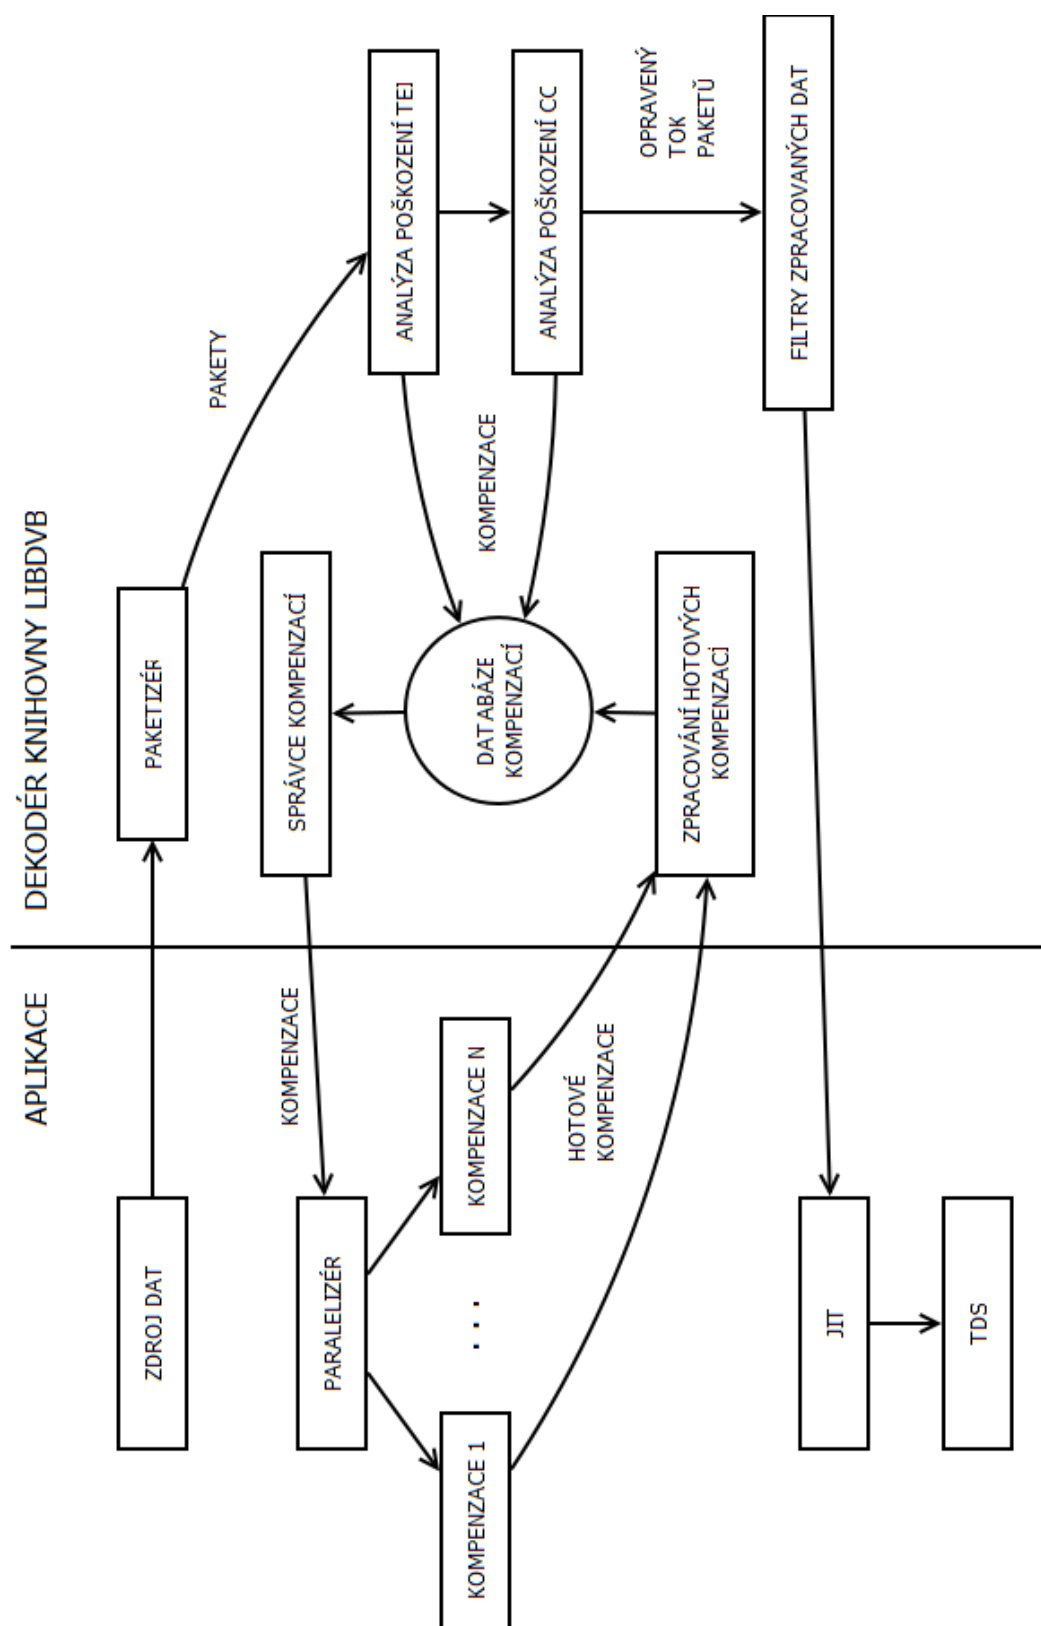 APLIKACE
DEKODÉR KNIHOVNY LIBDVB
ZDROJ DAT
PAKETIZÉR
PAKETY
KOMPENZACE
SPRÁVCE KOMPENZACÍ
PARALELIZÉR
ANALÝZA POŠKOZENÍ TEI
KOMPENZACE 1
. . .
KOMPENZACE N
DATABÁZE
KOMPENZACÍ
KOMPENZACE
ANALÝZA POŠKOZENÍ CC
HOTOVÉ
KOMPENZACE
ZPRACOVÁNÍ HOTOVÝCH
KOMPENZACÍ
OPRAVENÝ
TOK
PAKETŮ
FILTRY ZPRACOVANÝCH DAT
JIT
TDS